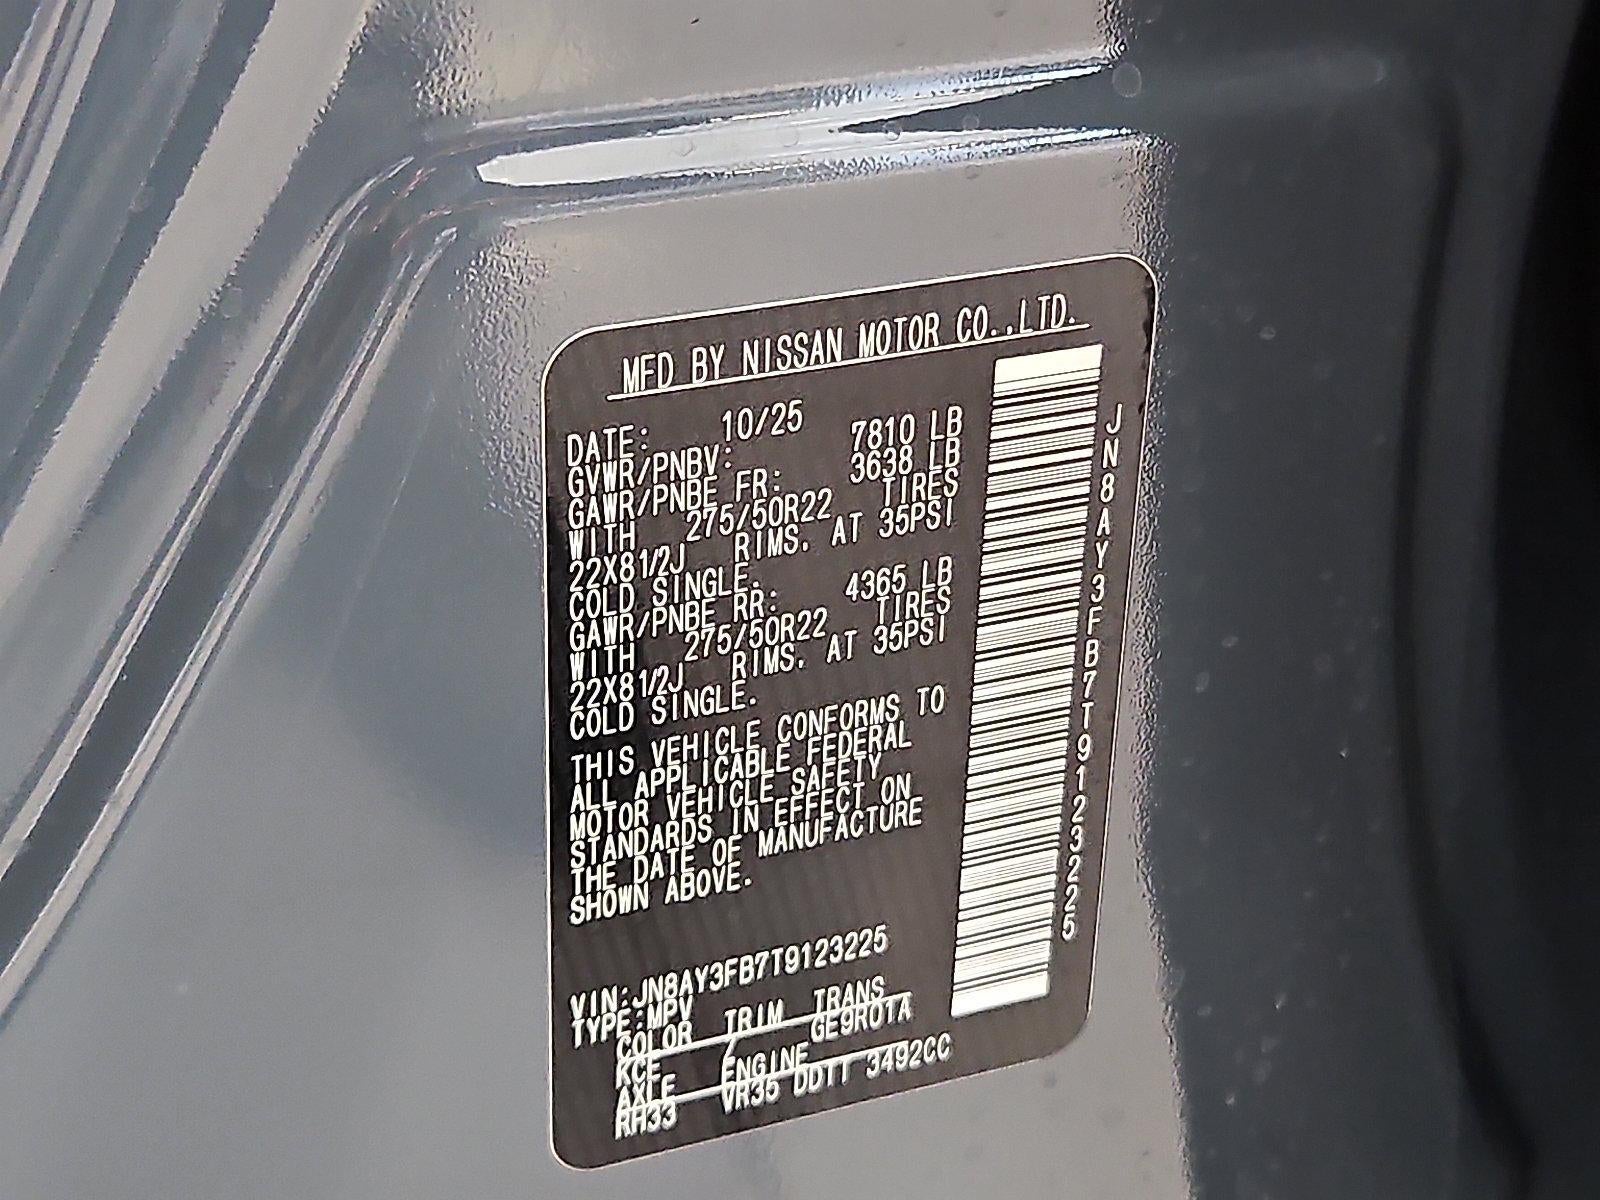 MFD BY NISSAN MOTOR CO.,LTD.
DATE: 10/25
GVWR/PNBV: 7810 LB
GAWR/PNBE FR: 3638 LB
WITH 275/50R22 TIRES
22X81/2J RIMS. AT 35PSI
COLD SINGLE.
GAWR/PNBE RR: 4365 LB
WITH 275/50R22 TIRES
22X81/2J RIMS. AT 35PSI
COLD SINGLE.
THIS VEHICLE CONFORMS TO
ALL APPLICABLE FEDERAL
MOTOR VEHICLE SAFETY
STANDARDS IN EFFECT ON
THE DATE OF MANUFACTURE
SHOWN ABOVE.
VIN:JN8AY3FB7T9123225
TYPE:MPV
COLOR TRIM TRANS
KCE / GE9R01A
AXLE ENGINE
RH33 VR35 DDTT 3492CC
JN8AY3FB7T9123225